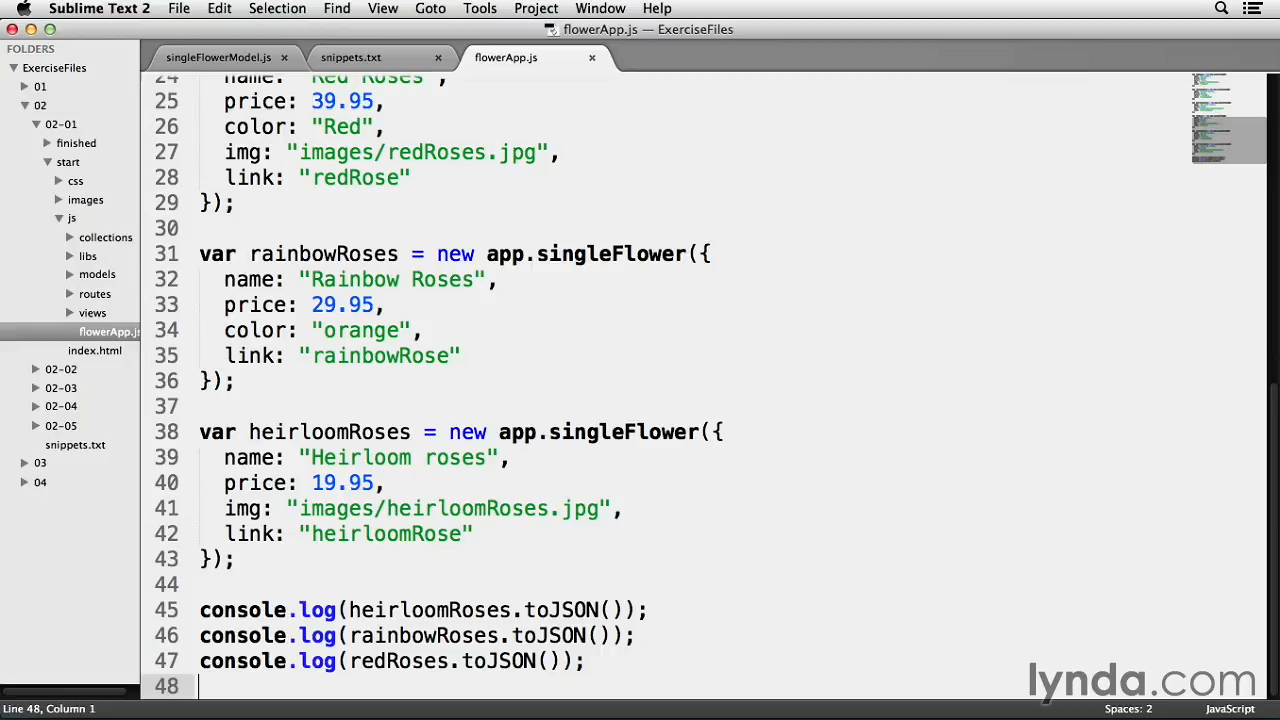 Sublime Text 2 File Edit Selection Find View Goto Tools Project Window Help
flowerApp.js — ExerciseFiles
FOLDERS
ExerciseFiles
01
02
02-01
finished
start
css
images
js
collections
libs
models
routes
views
flowerApp.js
index.html
02-02
02-03
02-04
02-05
snippets.txt
03
04
singleFlowerModel.js × snippets.txt × flowerApp.js ×
24 name: "Red Roses",
25 price: 39.95,
26 color: "Red",
27 img: "images/redRoses.jpg",
28 link: "redRose"
29 });
30
31 var rainbowRoses = new app.singleFlower({
32 name: "Rainbow Roses",
33 price: 29.95,
34 color: "orange",
35 link: "rainbowRose"
36 });
37
38 var heirloomRoses = new app.singleFlower({
39 name: "Heirloom roses",
40 price: 19.95,
41 img: "images/heirloomRoses.jpg",
42 link: "heirloomRose"
43 });
44
45 console.log(heirloomRoses.toJSON());
46 console.log(rainbowRoses.toJSON());
47 console.log(redRoses.toJSON());
48
lynda.com
Line 48, Column 1 Spaces: 2 JavaScript